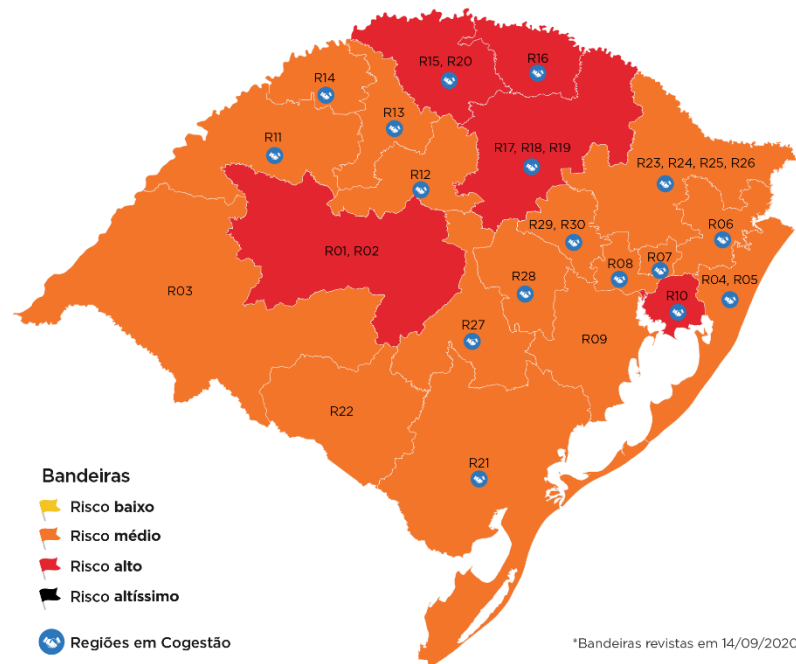 R15, R20
R16
R14
R13
R11
R17, R18, R19
R23, R24, R25, R26
R12
R29, R30
R06
R01, R02
R07
R08
R04, R05
R03
R28
R10
R27
R09
R22
R21
Bandeiras
Risco baixo
Risco médio
Risco alto
Risco altíssimo
Regiões em Cogestão
*Bandeiras revistas em 14/09/2020